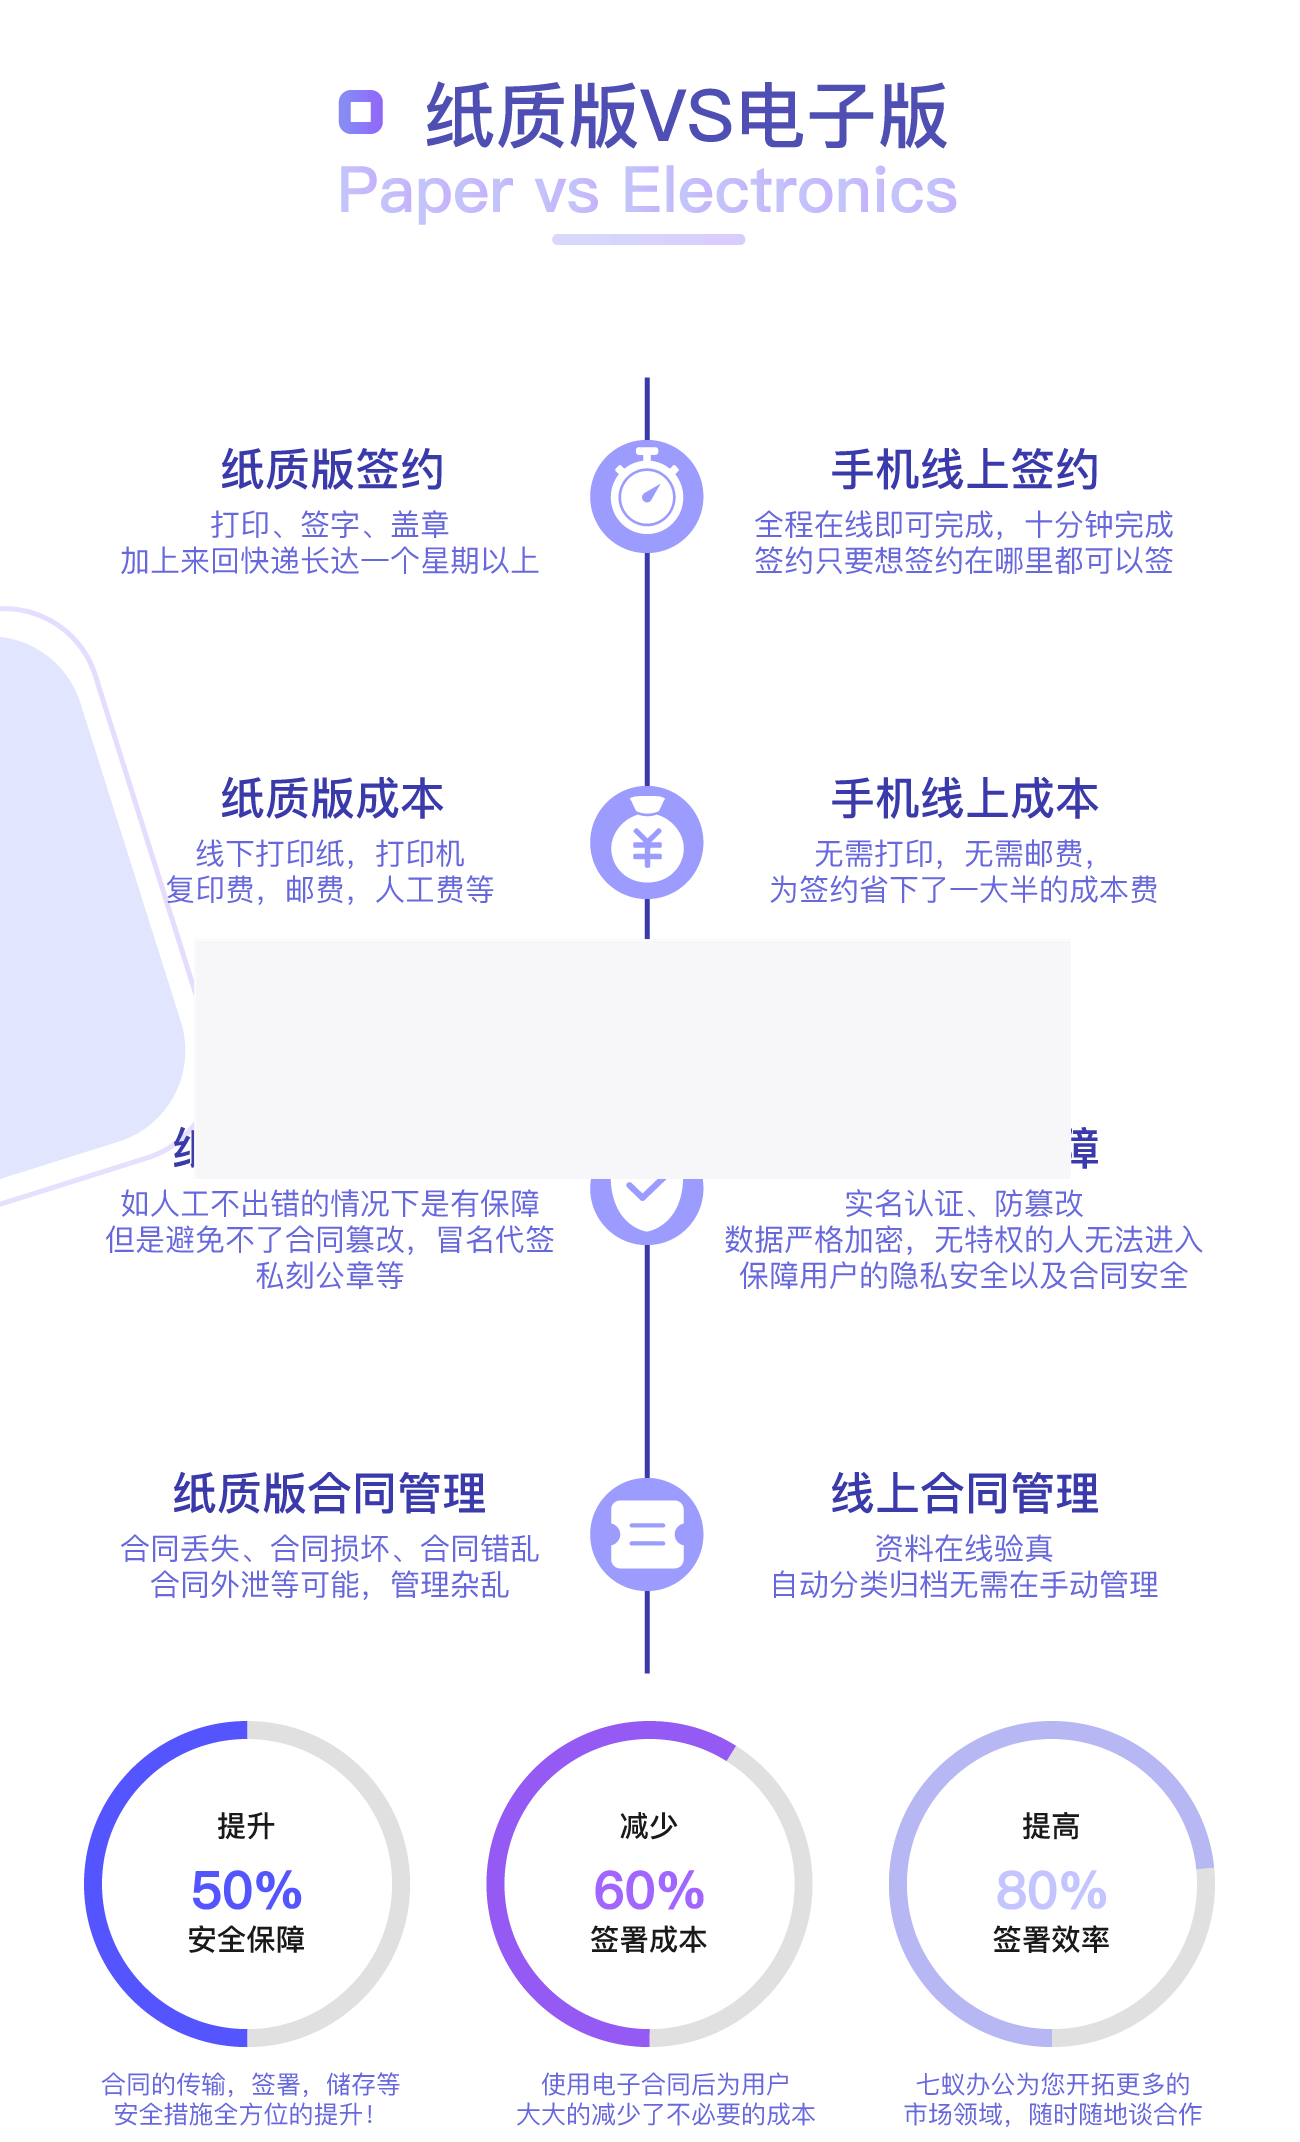 纸质版VS电子版
Paper vs Electronics
纸质版签约
打印、签字、盖章
加上来回快递长达一个星期以上
手机线上签约
全程在线即可完成，十分钟完成
签约只要想签约在哪里都可以签
纸质版成本
线下打印纸，打印机
复印费，邮费，人工费等
手机线上成本
无需打印，无需邮费，
为签约省下了一大半的成本费
障
如人工不出错的情况下是有保障
但是避免不了合同篡改，冒名代签
私刻公章等
实名认证、防篡改
数据严格加密，无特权的人无法进入
保障用户的隐私安全以及合同安全
纸质版合同管理
合同丢失、合同损坏、合同错乱
合同外泄等可能，管理杂乱
线上合同管理
资料在线验真
自动分类归档无需在手动管理
提升
50%
安全保障
合同的传输，签署，储存等
安全措施全方位的提升！
减少
60%
签署成本
使用电子合同后为用户
大大的减少了不必要的成本
提高
80%
签署效率
七蚁办公为您开拓更多的
市场领域，随时随地谈合作